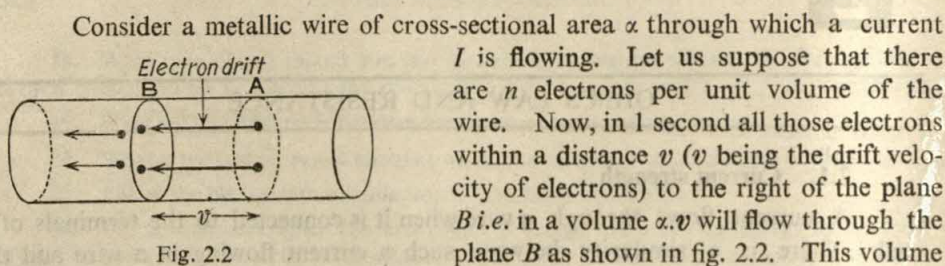 Consider a metallic wire of cross-sectional area α through which a current
I is flowing. Let us suppose that there
are n electrons per unit volume of the
wire. Now, in 1 second all those electrons
within a distance v (v being the drift velo-
city of electrons) to the right of the plane
B i.e. in a volume α.v will flow through the
plane B as shown in fig. 2.2. This volume
Electron drift
B A
v
Fig. 2.2